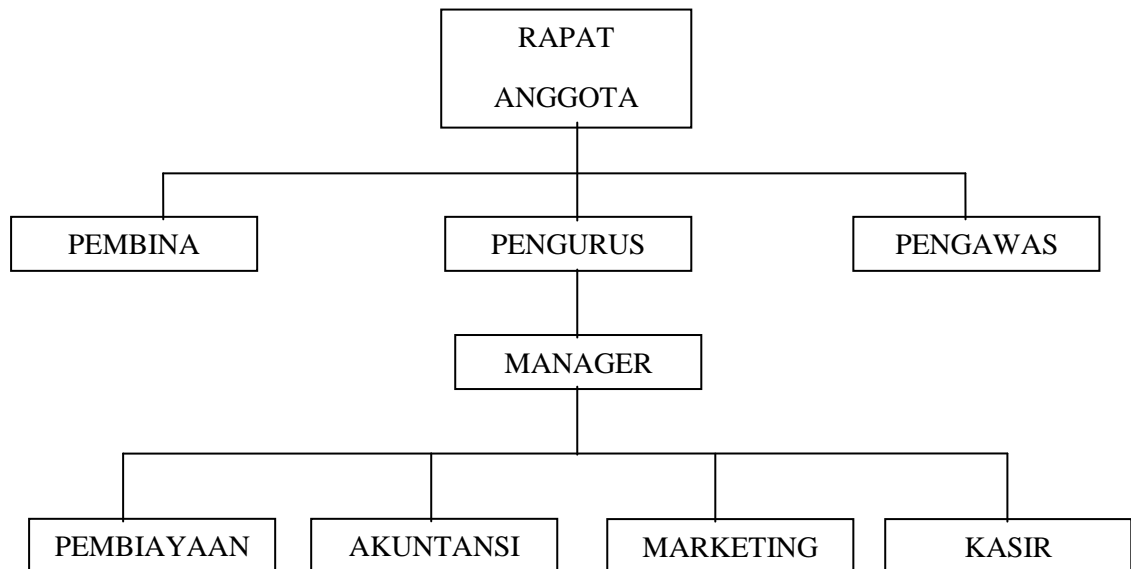 RAPAT
ANGGOTA
PEMBINA
PENGURUS
PENGAWAS
MANAGER
PEMBIAYAAN
AKUNTANSI
MARKETING
KASIR